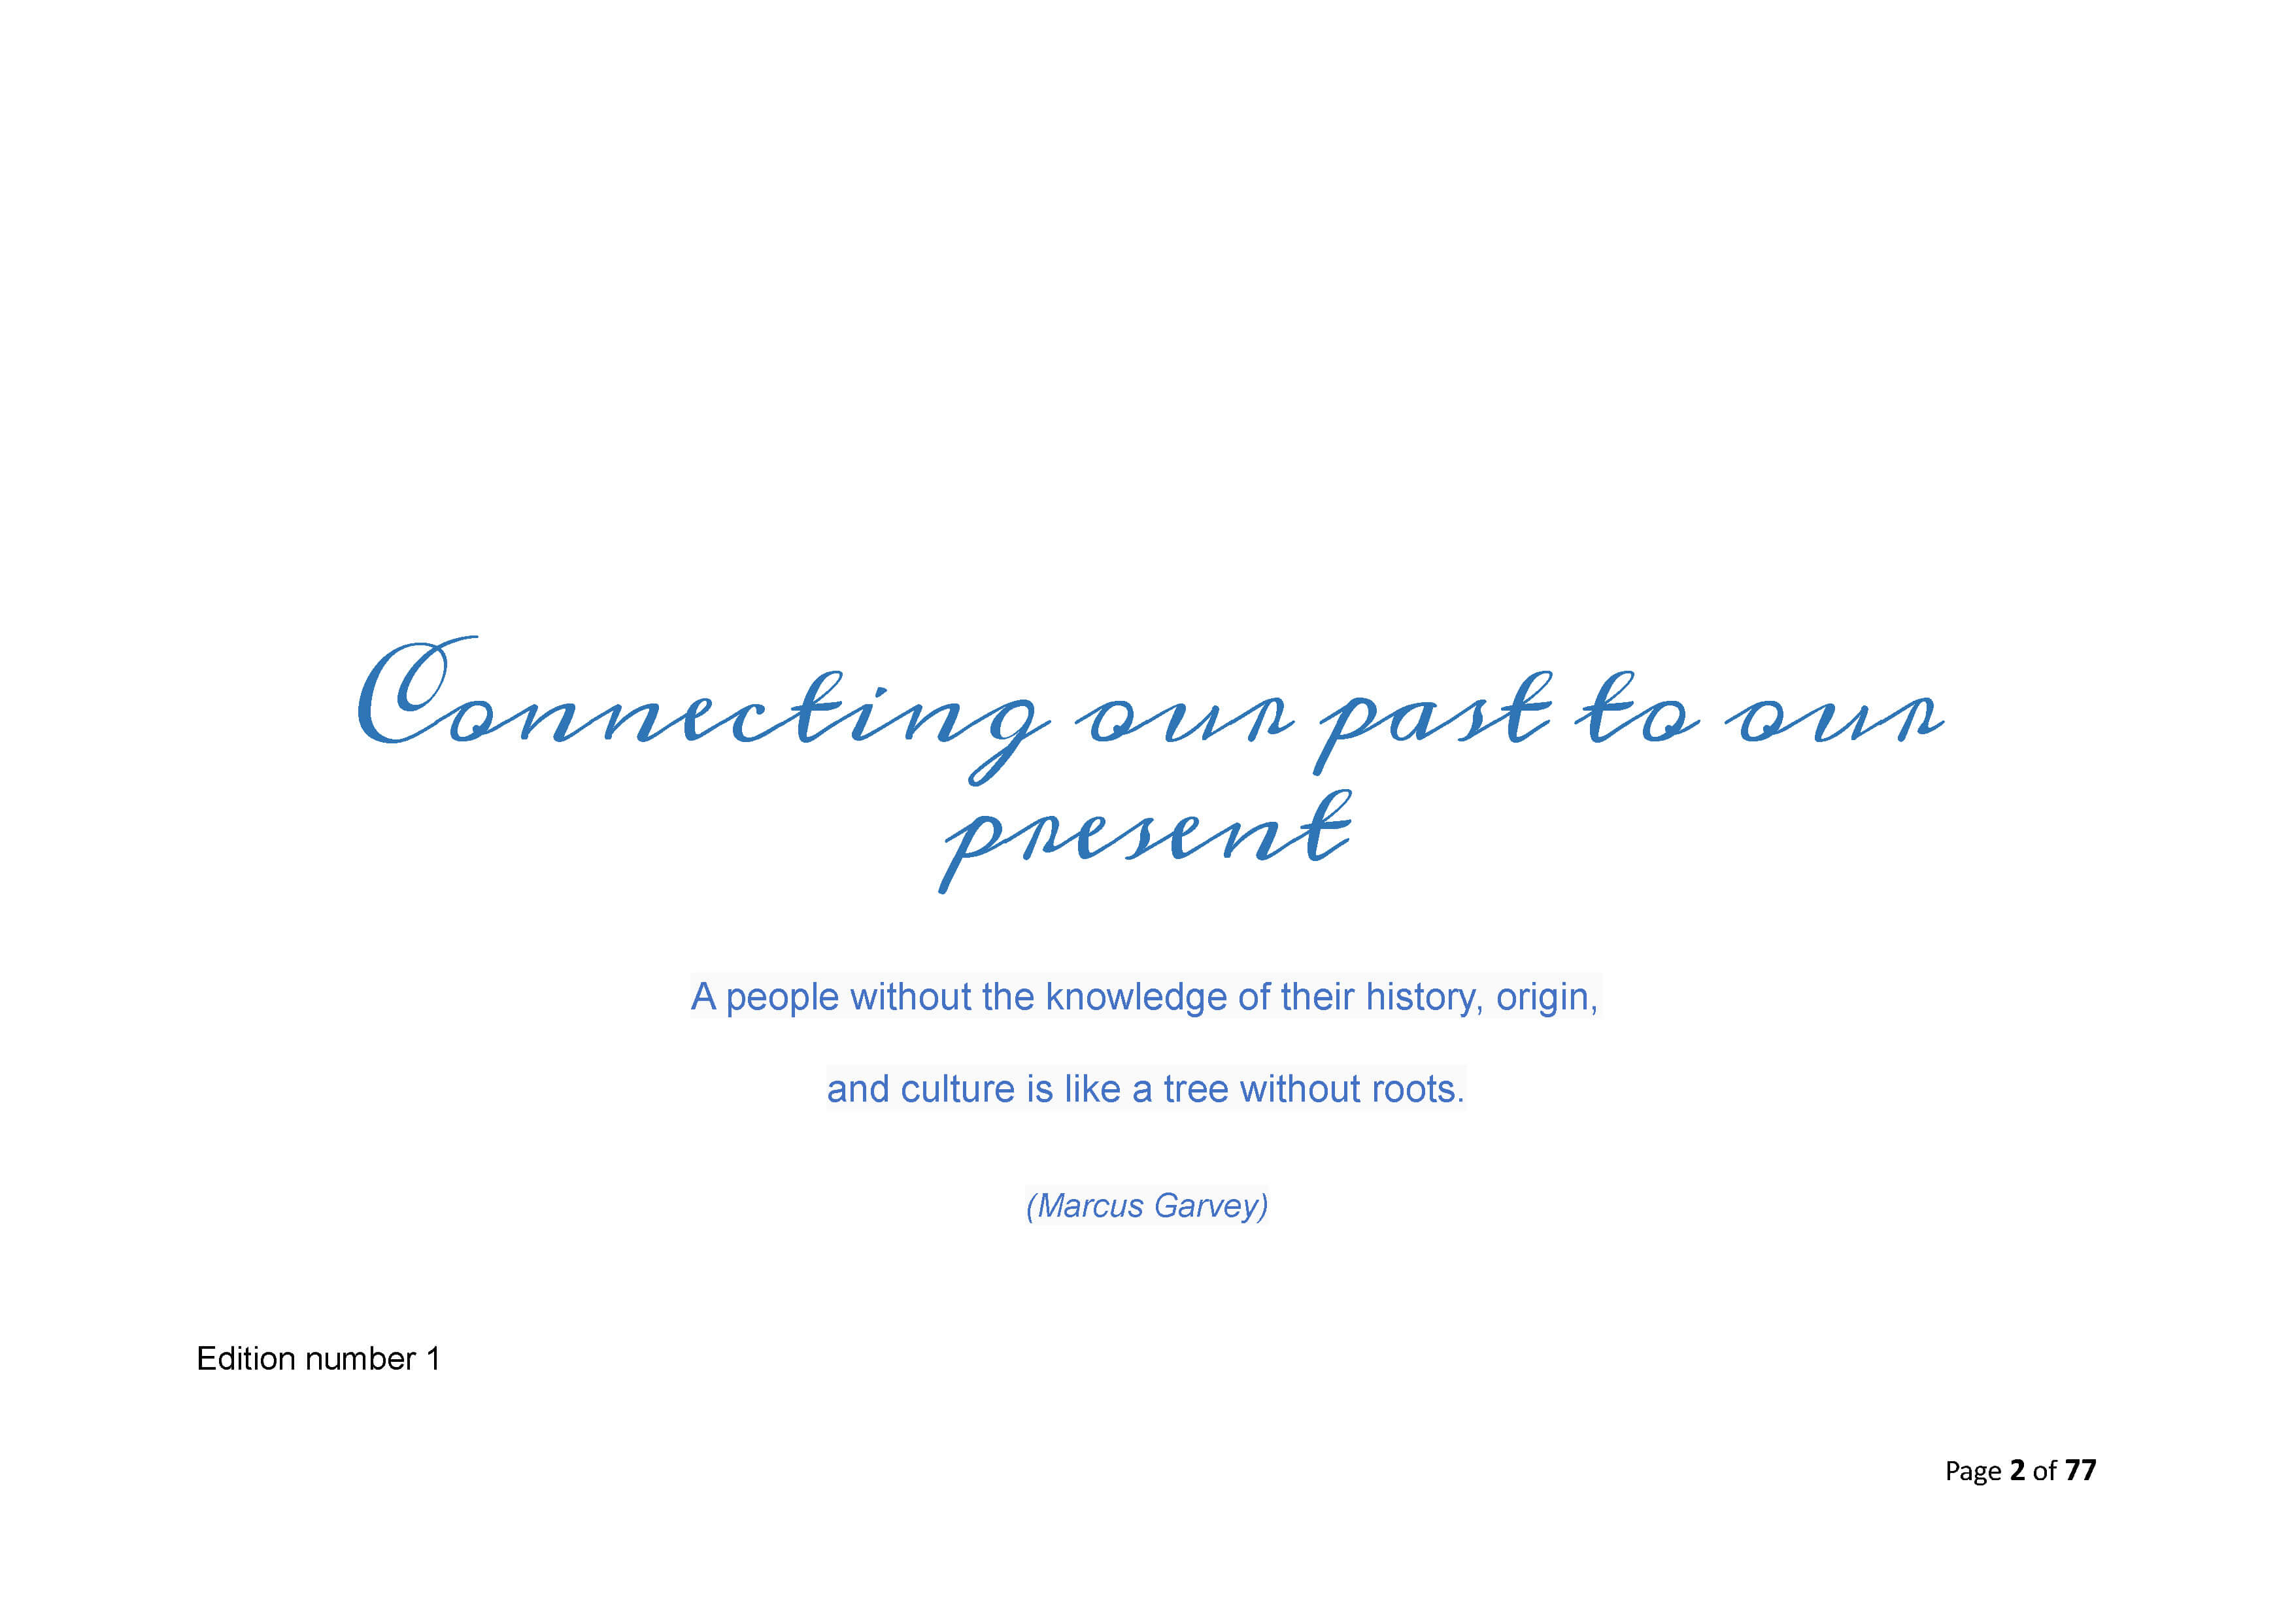 Connecting our past to our
present
A people without the knowledge of their history, origin,
and culture is like a tree without roots.
(Marcus Garvey)
Edition number 1
Page 2 of 77